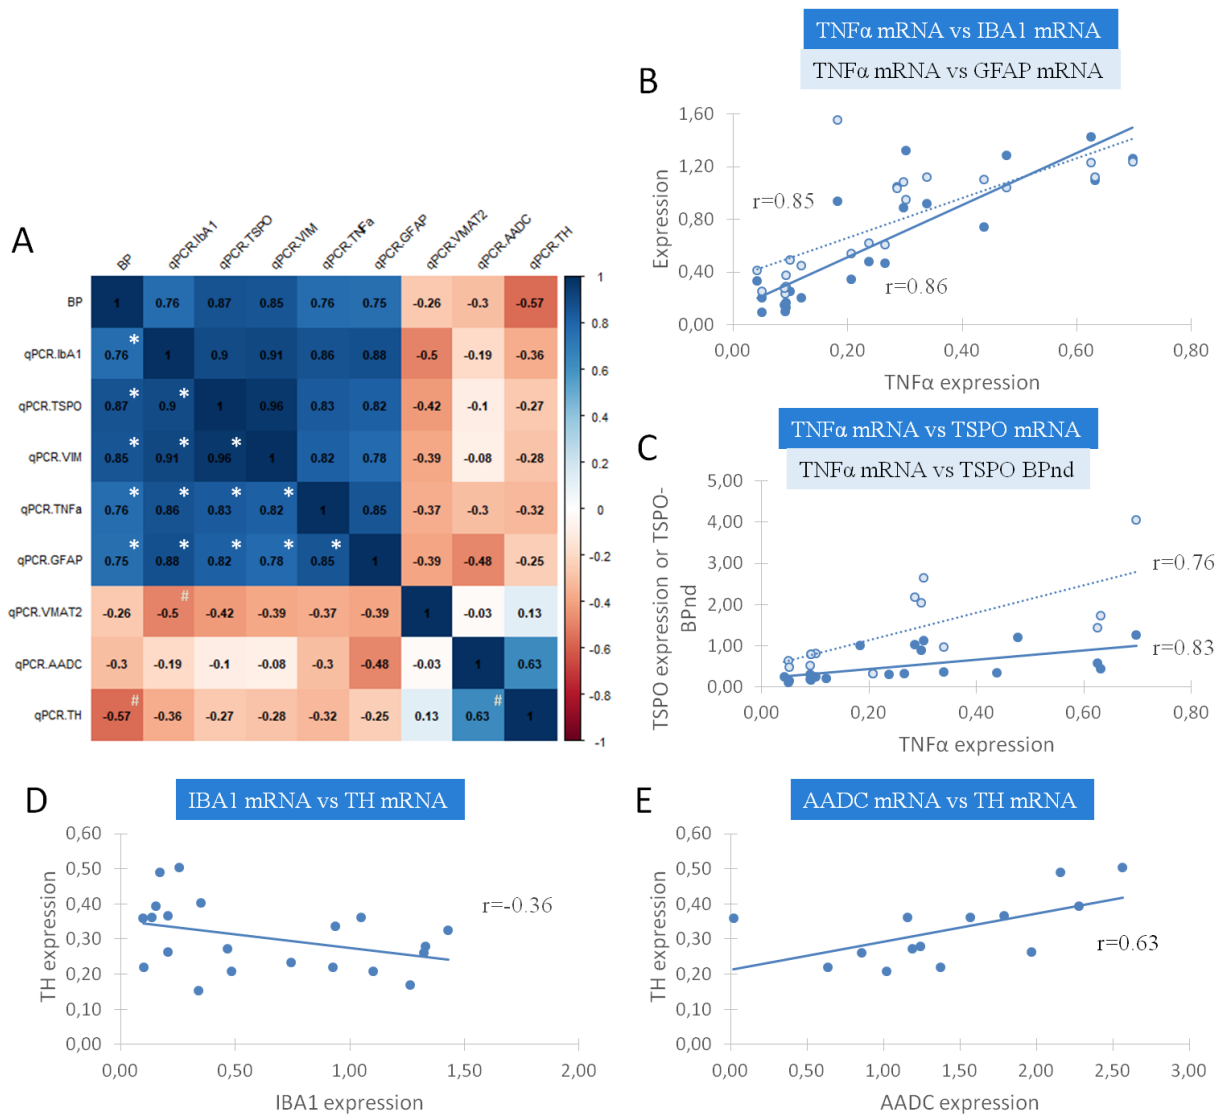 TNFα mRNA vs IBA1 mRNA
TNFα mRNA vs GFAP mRNA
B
1,60
1,20
0,80
0,40
0,00
Expression
r=0.85
r=0.86
0,00 0,20 0,40 0,60 0,80
TNFα expression
A
BP qPCR.IbA1 qPCR.TSPO qPCR.VIM qPCR.TNFa qPCR.GFAP qPCR.VMAT2 qPCR.AADC qPCR.TH
BP 1 0.76 0.87 0.85 0.76 0.75 -0.26 -0.3 -0.57
qPCR.IbA1 0.76 * 1 0.9 0.91 0.86 0.88 -0.5 -0.19 -0.36
qPCR.TSPO 0.87 * 0.9 * 1 0.96 0.83 0.82 -0.42 -0.1 -0.27
qPCR.VIM 0.85 * 0.91 * 0.96 * 1 0.82 0.78 -0.39 -0.08 -0.28
qPCR.TNFa 0.76 * 0.86 * 0.83 * 0.82 * 1 0.85 -0.37 -0.3 -0.32
qPCR.GFAP 0.75 * 0.88 * 0.82 * 0.78 * 0.85 * 1 -0.39 -0.48 -0.25
qPCR.VMAT2 -0.26 -0.5 # -0.42 -0.39 -0.37 -0.39 1 -0.03 0.13
qPCR.AADC -0.3 -0.19 -0.1 -0.08 -0.3 -0.48 -0.03 1 0.63
qPCR.TH -0.57 # -0.36 -0.27 -0.28 -0.32 -0.25 0.13 0.63 # 1
1
0.8
0.6
0.4
0.2
0
-0.2
-0.4
-0.6
-0.8
-1
C
TNFα mRNA vs TSPO mRNA
TNFα mRNA vs TSPO BPnd
TSPO expression or TSPO-
BPnd
5,00
4,00
3,00
2,00
1,00
0,00
r=0.76
r=0.83
0,00 0,20 0,40 0,60 0,80
TNFα expression
D
IBA1 mRNA vs TH mRNA
TH expression
0,60
0,50
0,40
0,30
0,20
0,10
0,00
r=-0.36
0,00 0,50 1,00 1,50 2,00
IBA1 expression
E
AADC mRNA vs TH mRNA
TH expression
0,60
0,50
0,40
0,30
0,20
0,10
0,00
r=0.63
0,00 0,50 1,00 1,50 2,00 2,50 3,00
AADC expression